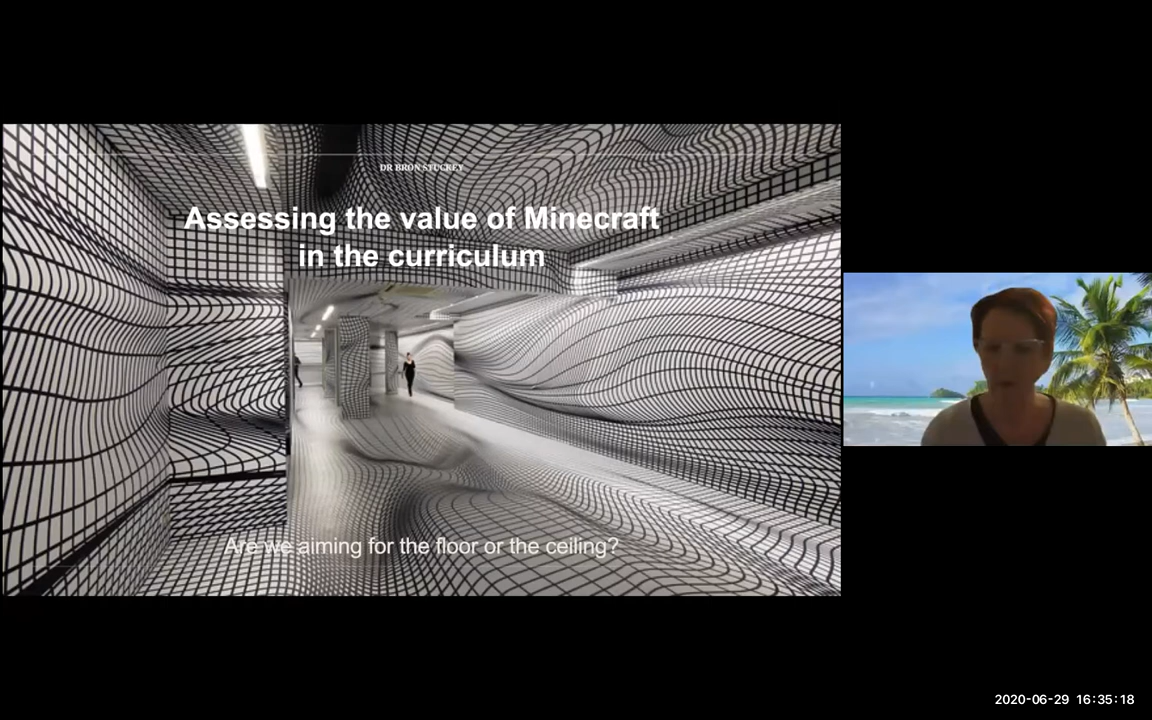 DR BRON STUCKEY
Assessing the value of Minecraft
in the curriculum
Are we aiming for the floor or the ceiling?
2020-06-29 16:35:18